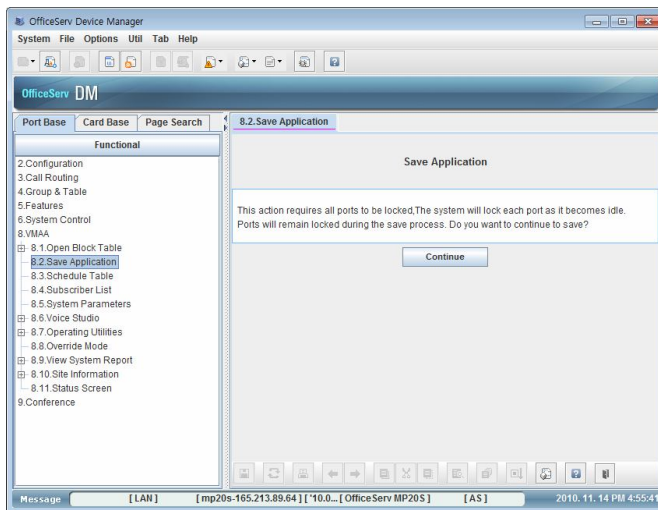 OfficeServ Device Manager
System File Options Util Tab Help
OfficeServ DM
Port Base Card Base Page Search
8.2.Save Application
Functional
2.Configuration
3.Call Routing
4.Group & Table
5.Features
6.System Control
8.VMAA
8.1.Open Block Table
8.2.Save Application
8.3.Schedule Table
8.4.Subscriber List
8.5.System Parameters
8.6.Voice Studio
8.7.Operating Utilities
8.8.Override Mode
8.9.View System Report
8.10.Site Information
8.11.Status Screen
9.Conference
Save Application
This action requires all ports to be locked,The system will lock each port as it becomes idle.
Ports will remain locked during the save process. Do you want to continue to save?
Continue
Message [LAN] [mp20s-165.213.89.64] ['10.0... [OfficeServ MP20S] [AS] 2010. 11. 14 PM 4:55:41